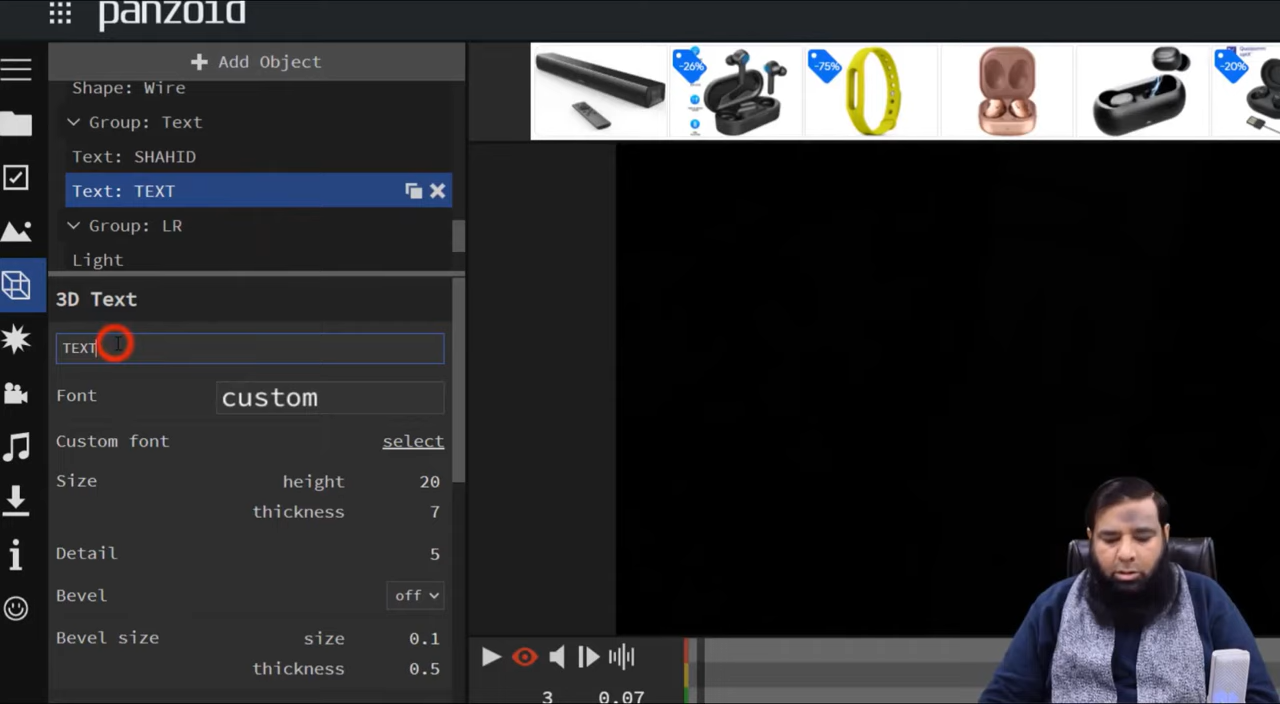 panzoid
Add Object
Shape: Wire
Group: Text
Text: SHAHID
Text: TEXT
Group: LR
Light
3D Text
TEXT
Font custom
Custom font select
Size height 20
thickness 7
Detail 5
Bevel off
Bevel size size 0.1
thickness 0.5
-26%
-75%
-20%
3 0.07